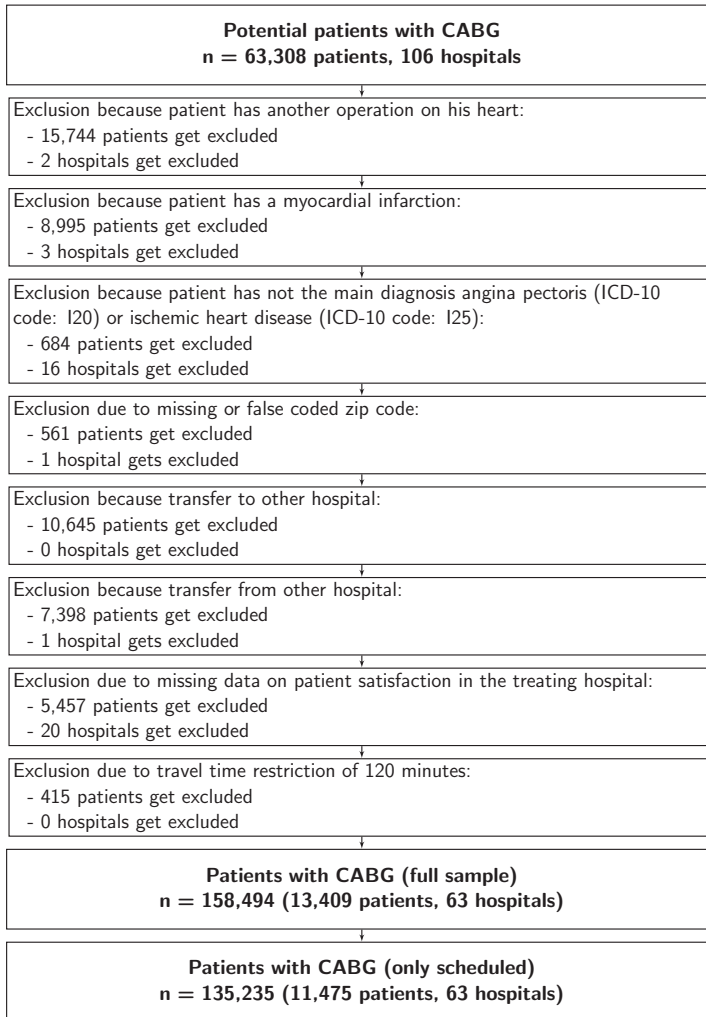 Potential patients with CABG
n = 63,308 patients, 106 hospitals
Exclusion because patient has another operation on his heart:
- 15,744 patients get excluded
- 2 hospitals get excluded
Exclusion because patient has a myocardial infarction:
- 8,995 patients get excluded
- 3 hospitals get excluded
Exclusion because patient has not the main diagnosis angina pectoris (ICD-10
code: I20) or ischemic heart disease (ICD-10 code: I25):
- 684 patients get excluded
- 16 hospitals get excluded
Exclusion due to missing or false coded zip code:
- 561 patients get excluded
- 1 hospital gets excluded
Exclusion because transfer to other hospital:
- 10,645 patients get excluded
- 0 hospitals get excluded
Exclusion because transfer from other hospital:
- 7,398 patients get excluded
- 1 hospital gets excluded
Exclusion due to missing data on patient satisfaction in the treating hospital:
- 5,457 patients get excluded
- 20 hospitals get excluded
Exclusion due to travel time restriction of 120 minutes:
- 415 patients get excluded
- 0 hospitals get excluded
Patients with CABG (full sample)
n = 158,494 (13,409 patients, 63 hospitals)
Patients with CABG (only scheduled)
n = 135,235 (11,475 patients, 63 hospitals)